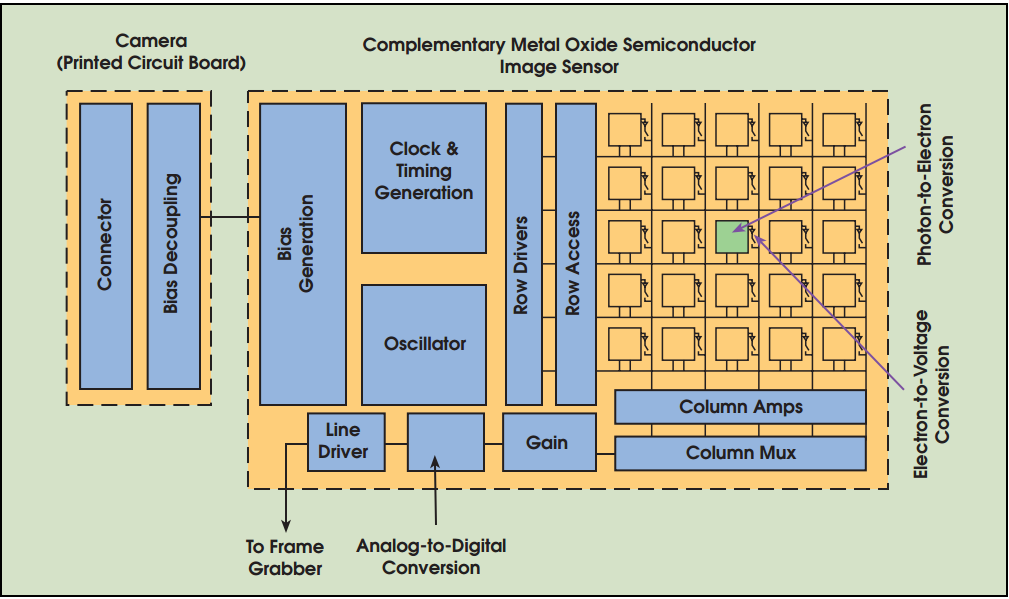 Camera
(Printed Circuit Board)
Complementary Metal Oxide Semiconductor
Image Sensor
Connector
Bias Decoupling
Bias
Generation
Clock &
Timing
Generation
Oscillator
Row Drivers
Row Access
Photon-to-Electron
Conversion
Electron-to-Voltage
Conversion
Column Amps
Column Mux
Line
Driver
Gain
To Frame
Grabber
Analog-to-Digital
Conversion